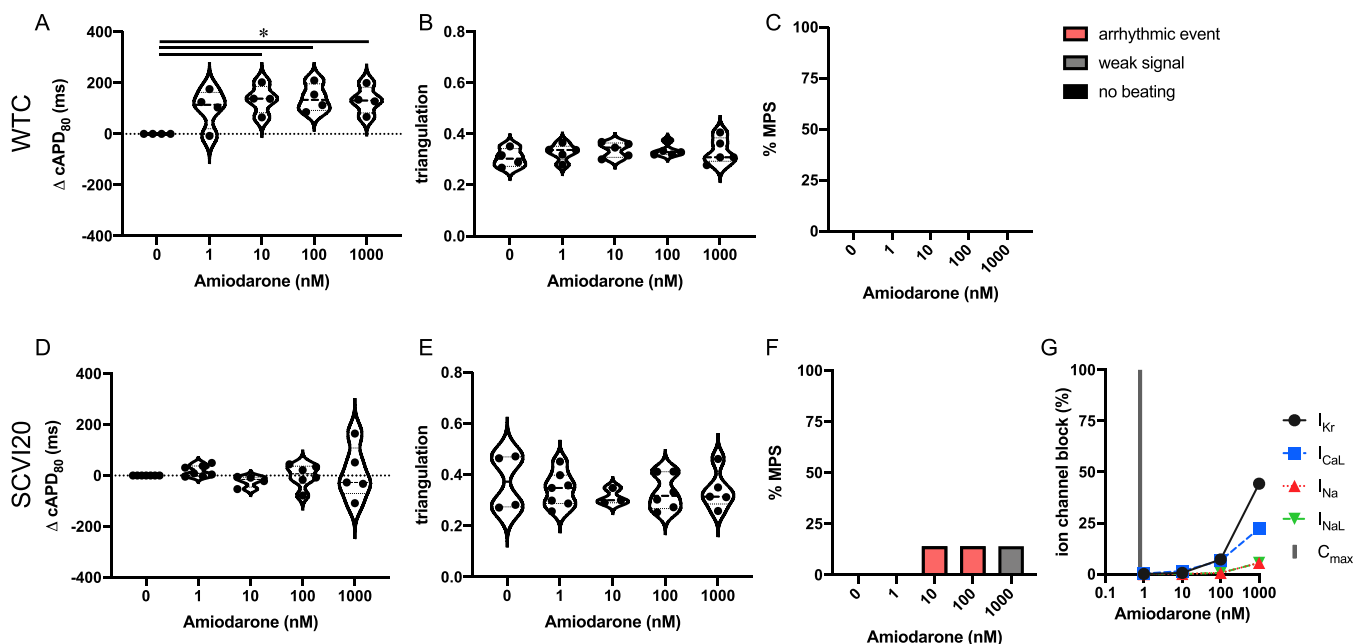 A
WTC
Δ cAPD80 (ms)
400
200
0
-200
-400
*
0 1 10 100 1000
Amiodarone (nM)
B
triangulation
0.8
0.6
0.4
0.2
0.0
0 1 10 100 1000
Amiodarone (nM)
C
% MPS
100
75
50
25
0
0 1 10 100 1000
Amiodarone (nM)
arrhythmic event
weak signal
no beating
D
SCVI20
Δ cAPD80 (ms)
400
200
0
-200
-400
0 1 10 100 1000
Amiodarone (nM)
E
triangulation
0.8
0.6
0.4
0.2
0.0
0 1 10 100 1000
Amiodarone (nM)
F
% MPS
100
75
50
25
0
0 1 10 100 1000
Amiodarone (nM)
G
ion channel block (%)
100
75
50
25
0
0.1 1 10 100 1000
Amiodarone (nM)
IKr
ICaL
INa
INaL
Cmax